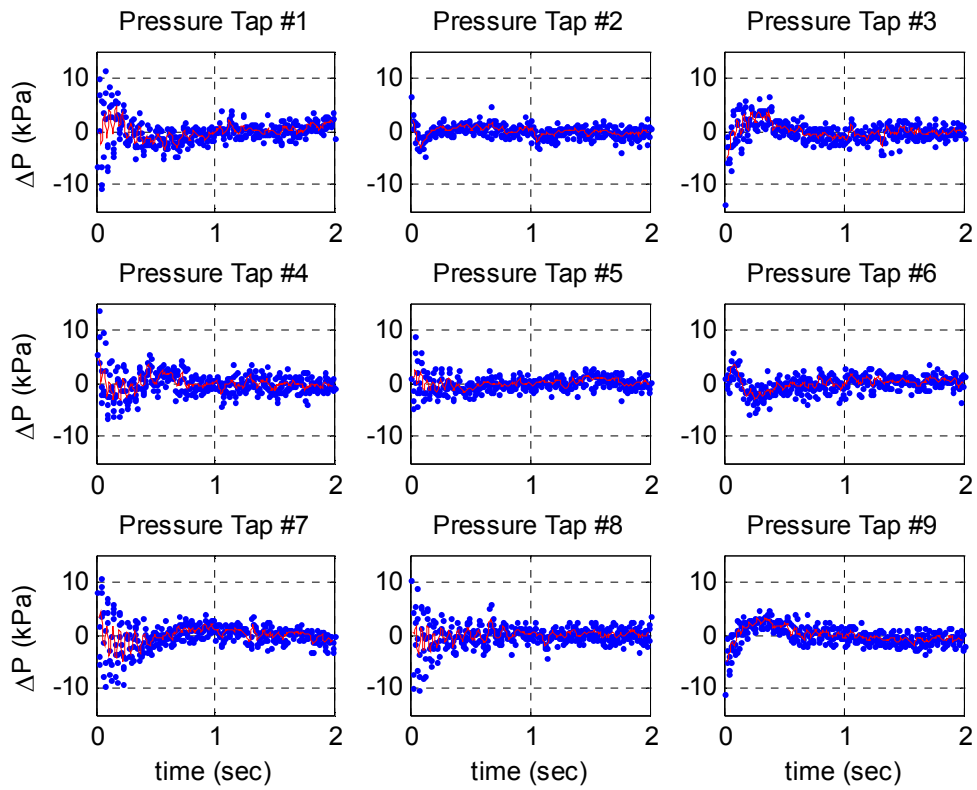 Pressure Tap #1
Pressure Tap #2
Pressure Tap #3
10
0
-10
ΔP (kPa)
0 1 2
0 1 2
0 1 2
Pressure Tap #4
Pressure Tap #5
Pressure Tap #6
10
0
-10
ΔP (kPa)
0 1 2
0 1 2
0 1 2
Pressure Tap #7
Pressure Tap #8
Pressure Tap #9
10
0
-10
ΔP (kPa)
0 1 2
0 1 2
0 1 2
time (sec)
time (sec)
time (sec)